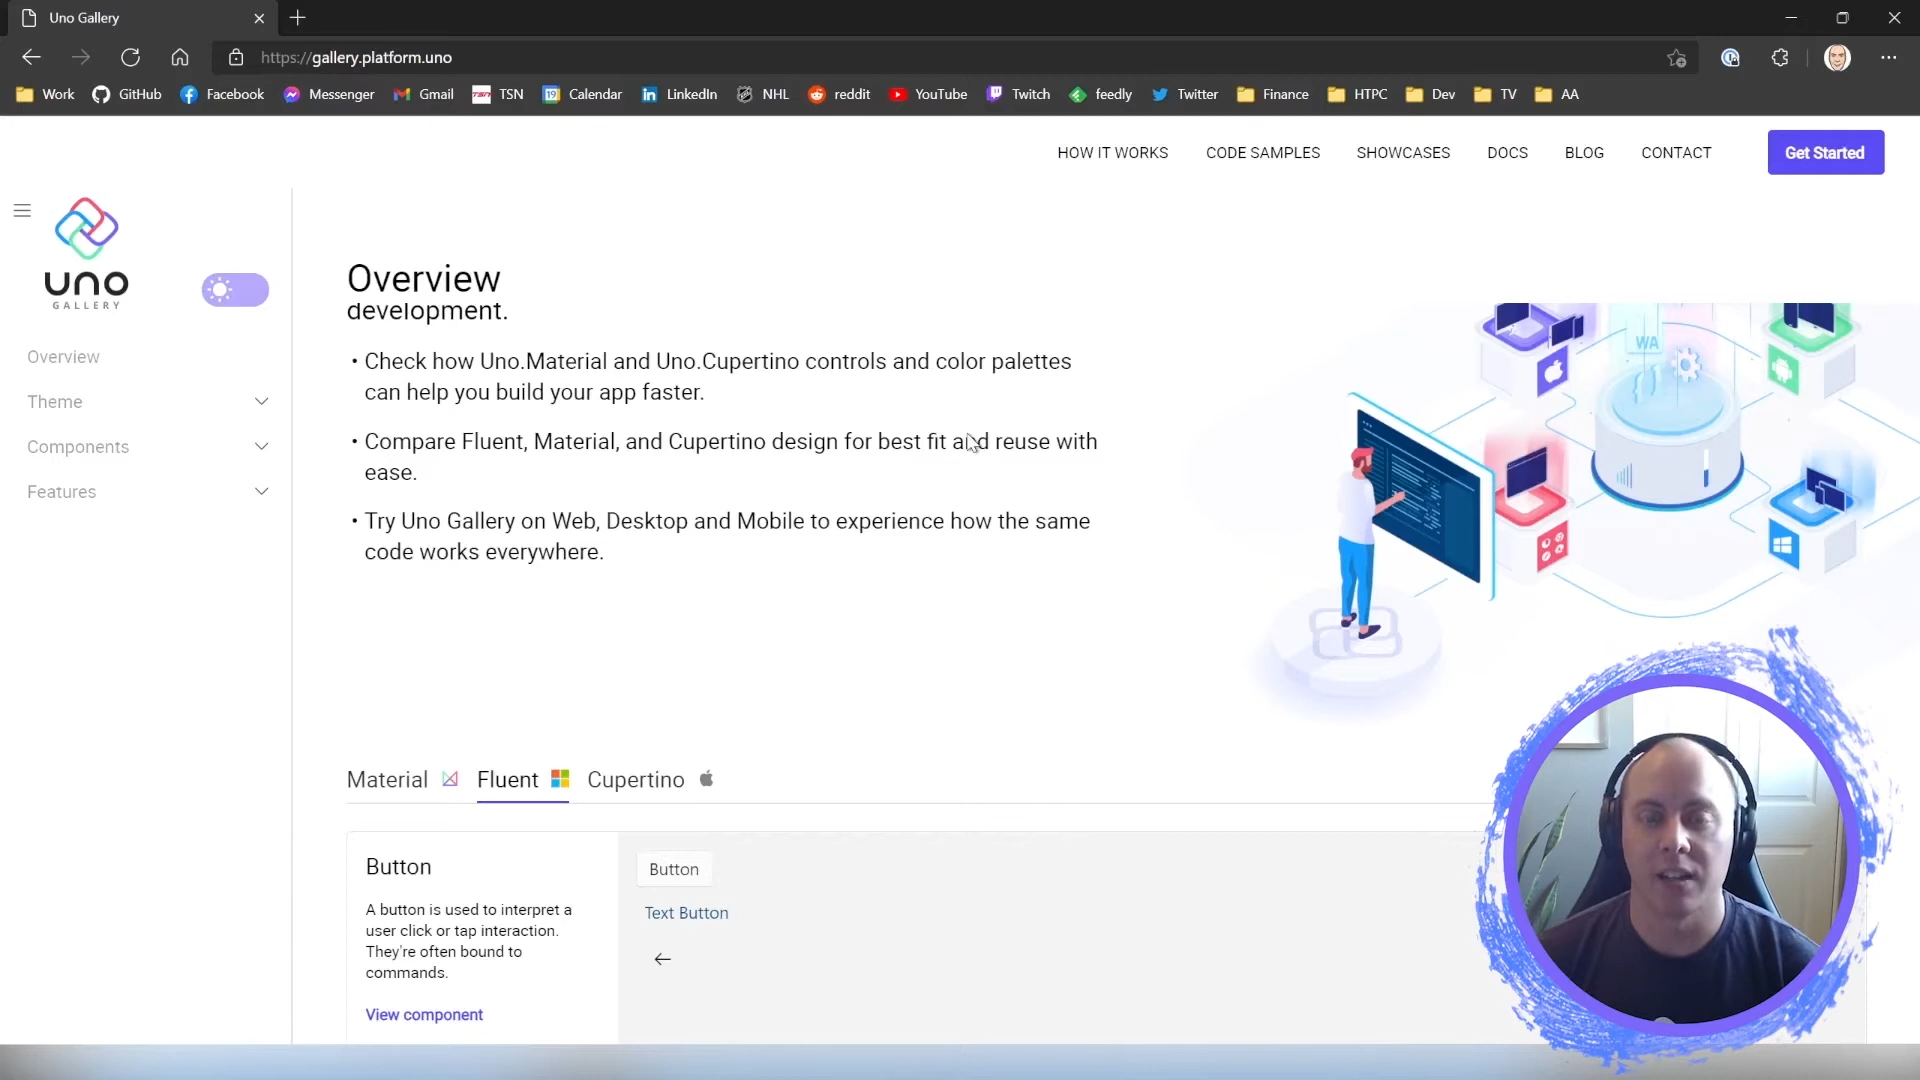 Uno Gallery
https://gallery.platform.uno
Work GitHub Facebook Messenger Gmail TSN Calendar LinkedIn NHL reddit YouTube Twitch feedly Twitter Finance HTPC Dev TV AA
HOW IT WORKS CODE SAMPLES SHOWCASES DOCS BLOG CONTACT Get Started
uno
GALLERY
Overview
Theme
Components
Features
Overview
development.
• Check how Uno.Material and Uno.Cupertino controls and color palettes
can help you build your app faster.
• Compare Fluent, Material, and Cupertino design for best fit and reuse with
ease.
• Try Uno Gallery on Web, Desktop and Mobile to experience how the same
code works everywhere.
WA
Material Fluent Cupertino
Button
A button is used to interpret a
user click or tap interaction.
They're often bound to
commands.
View component
Button
Text Button